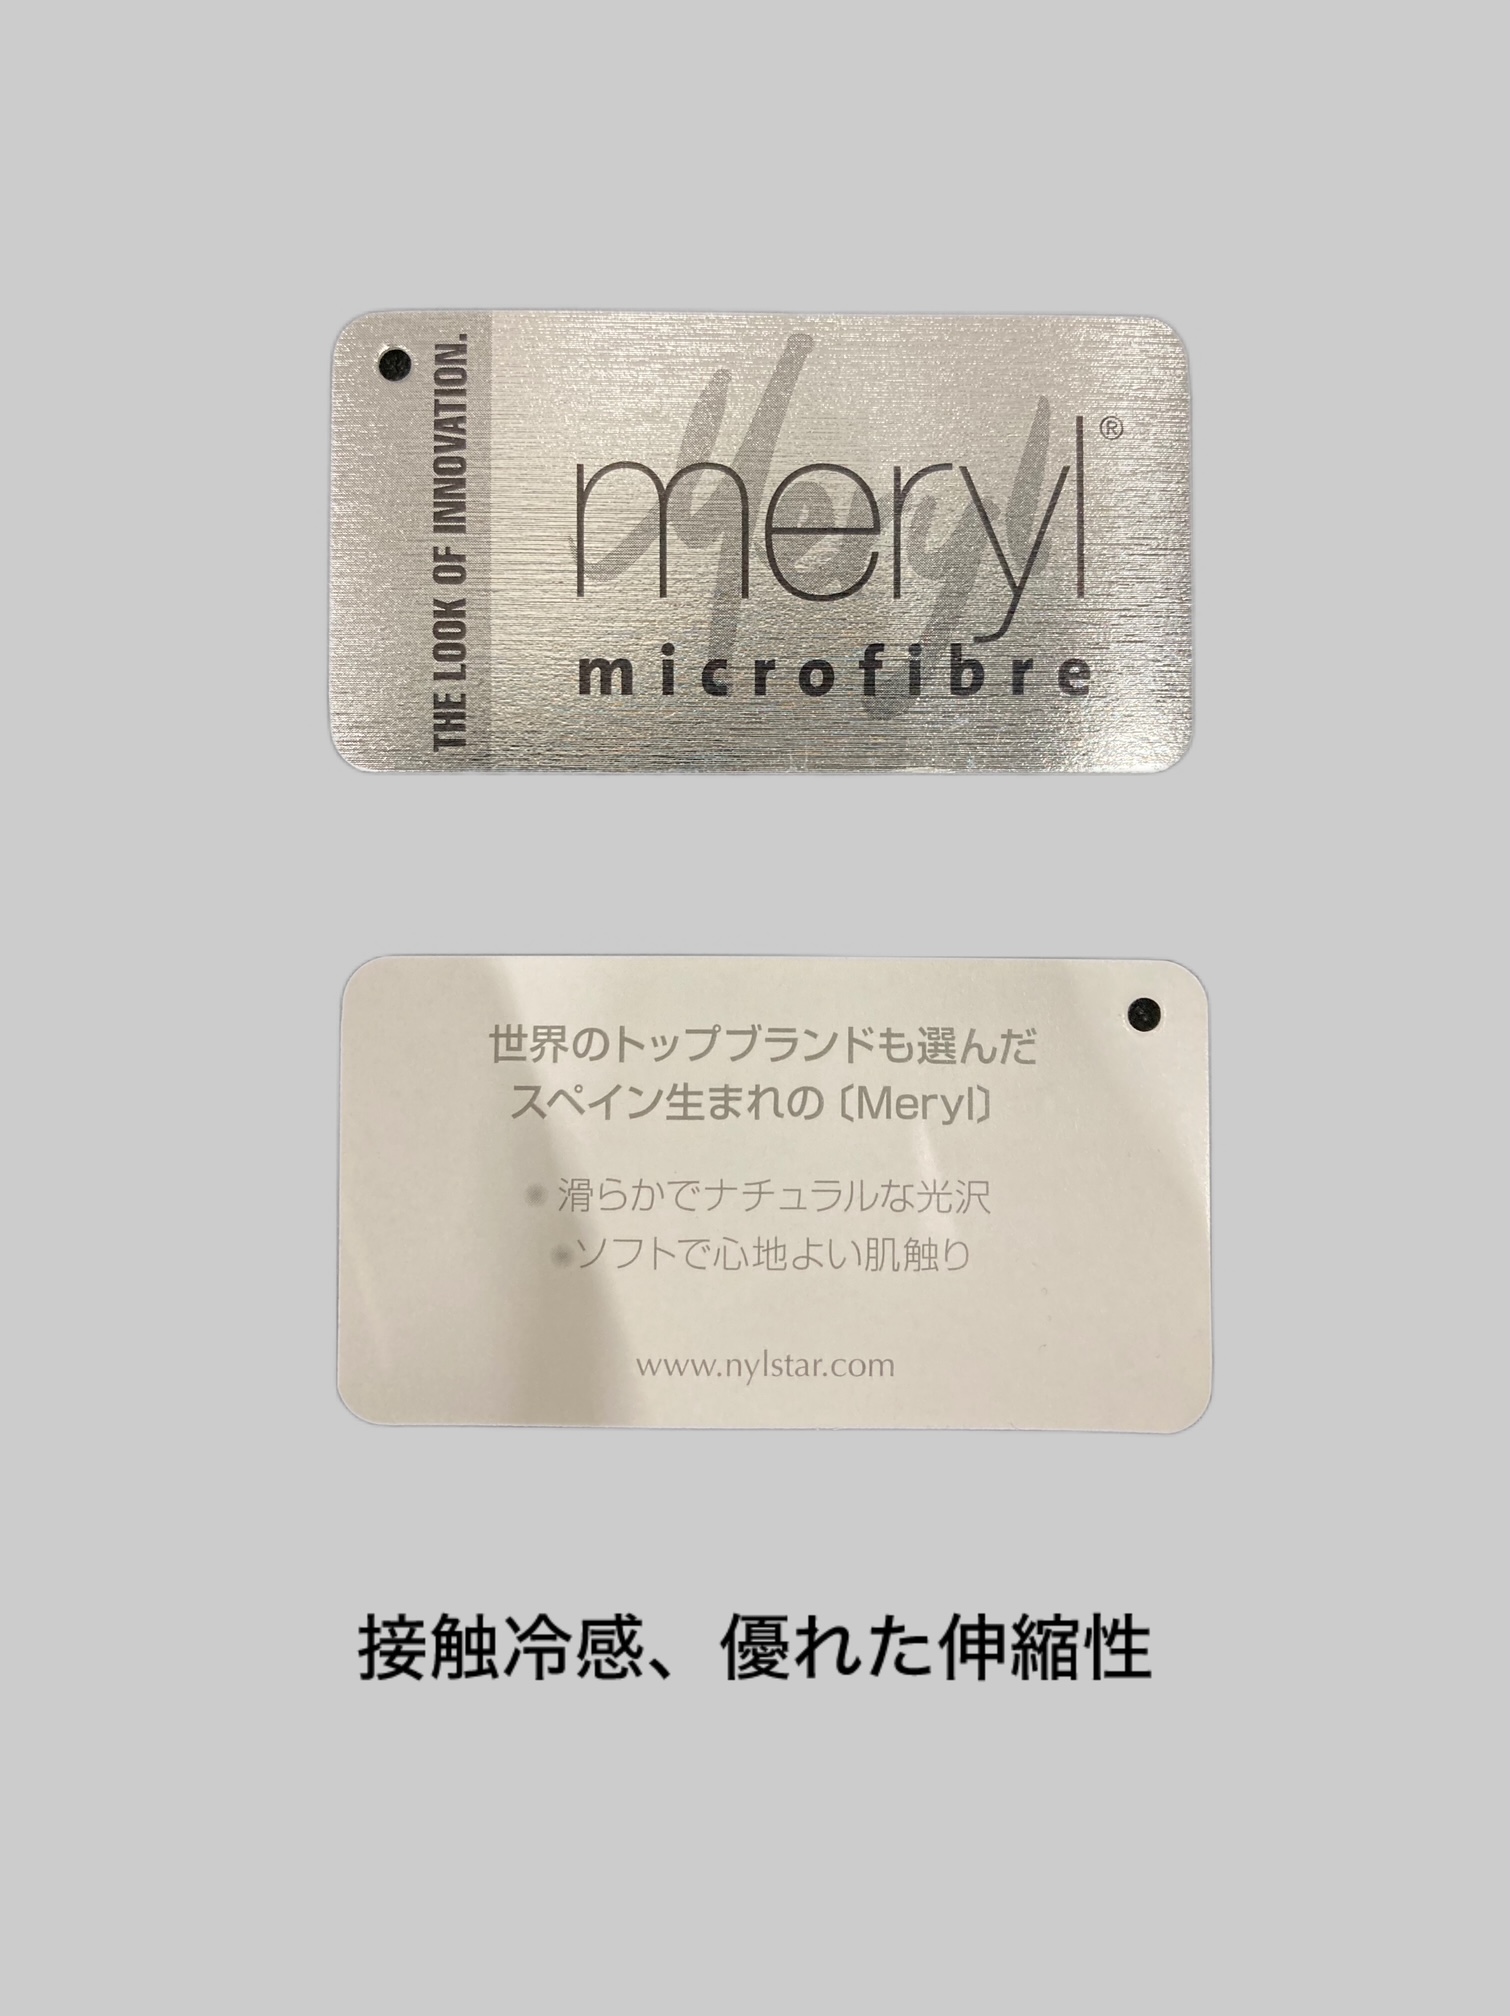 THE LOOK OF INNOVATION.
Meryl
meryl®
microfibre
世界のトップブランドも選んだ
スペイン生まれの〔Meryl〕
● 滑らかでナチュラルな光沢
●ソフトで心地よい肌触り
www.nylstar.com
接触冷感、優れた伸縮性